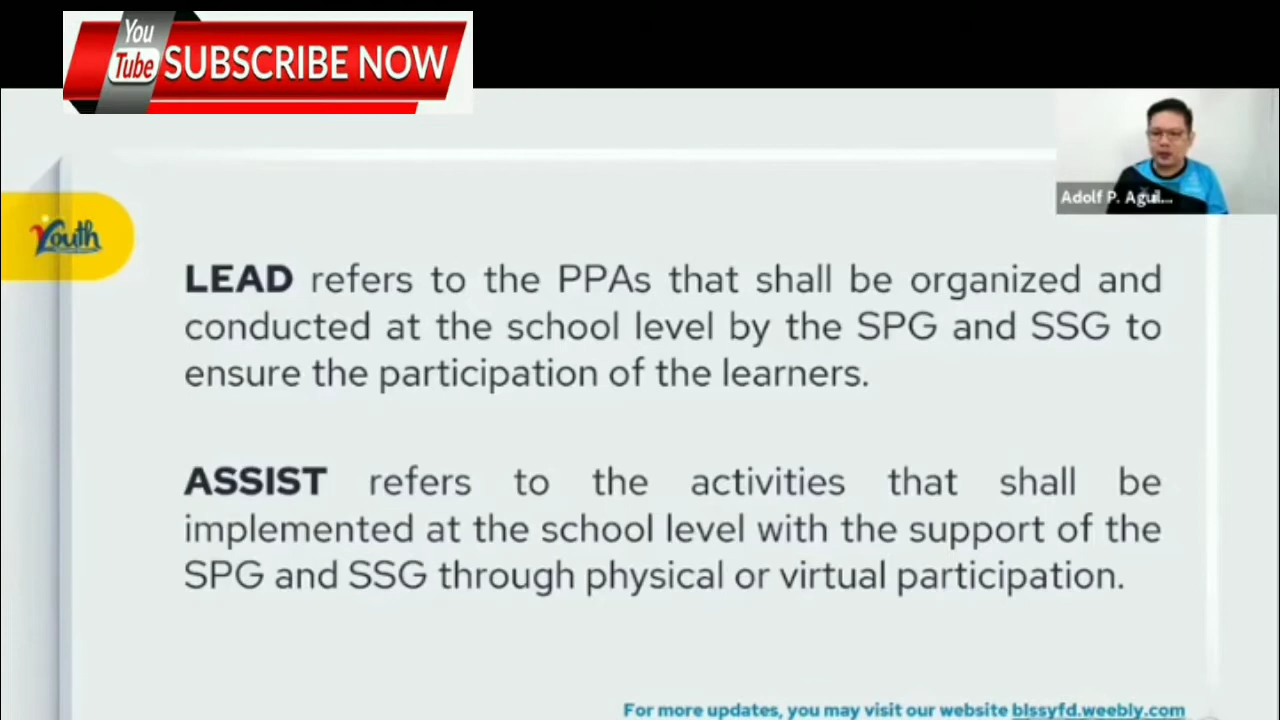 You
Tube
SUBSCRIBE NOW
Adolf P. Agui...
Youth
LEAD refers to the PPAs that shall be organized and
conducted at the school level by the SPG and SSG to
ensure the participation of the learners.
ASSIST refers to the activities that shall be
implemented at the school level with the support of the
SPG and SSG through physical or virtual participation.
For more updates, you may visit our website blssyfd.weebly.com